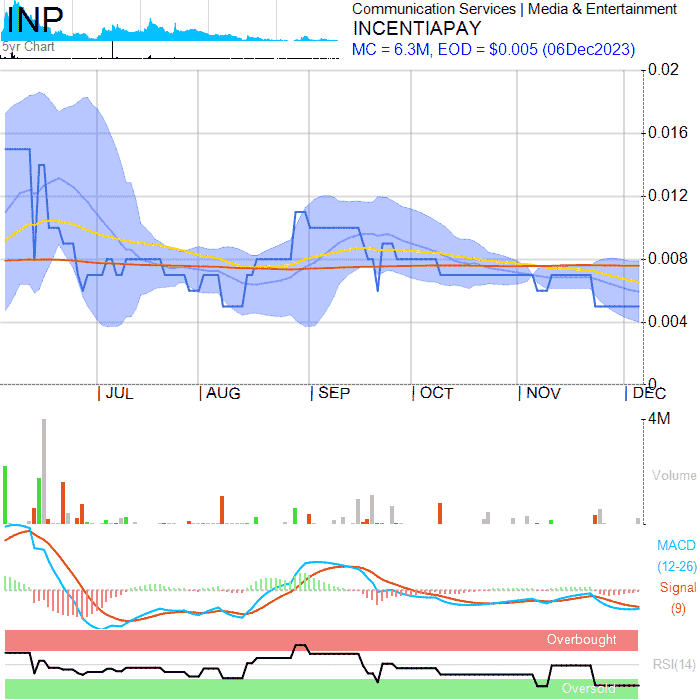 INP
5yr Chart
Communication Services | Media & Entertainment
INCENTIAPAY
MC = 6.3M, EOD = $0.005 (06Dec2023)
0.02
0.016
0.012
0.008
0.004
0
JUL
AUG
SEP
OCT
NOV
DEC
4M
Volume
MACD
(12-26)
Signal
(9)
Overbought
RSI(14)
Oversold